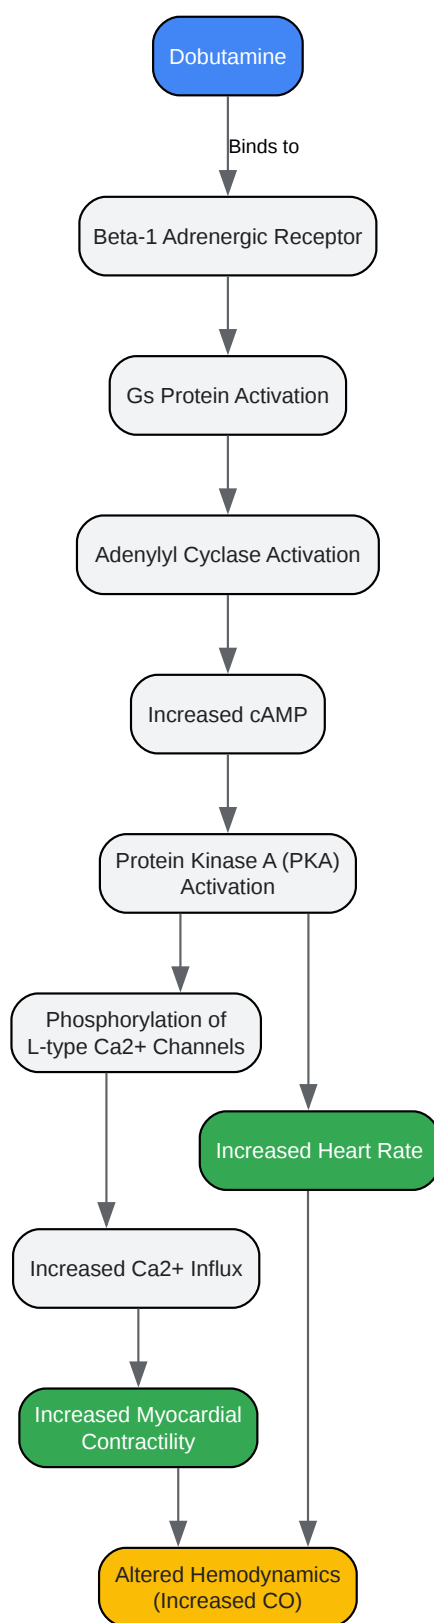 Dobutamine
Binds to
Beta-1 Adrenergic Receptor
Gs Protein Activation
Adenylyl Cyclase Activation
Increased cAMP
Protein Kinase A (PKA)
Activation
Phosphorylation of
L-type Ca2+ Channels
Increased Heart Rate
Increased Ca2+ Influx
Increased Myocardial
Contractility
Altered Hemodynamics
(Increased CO)